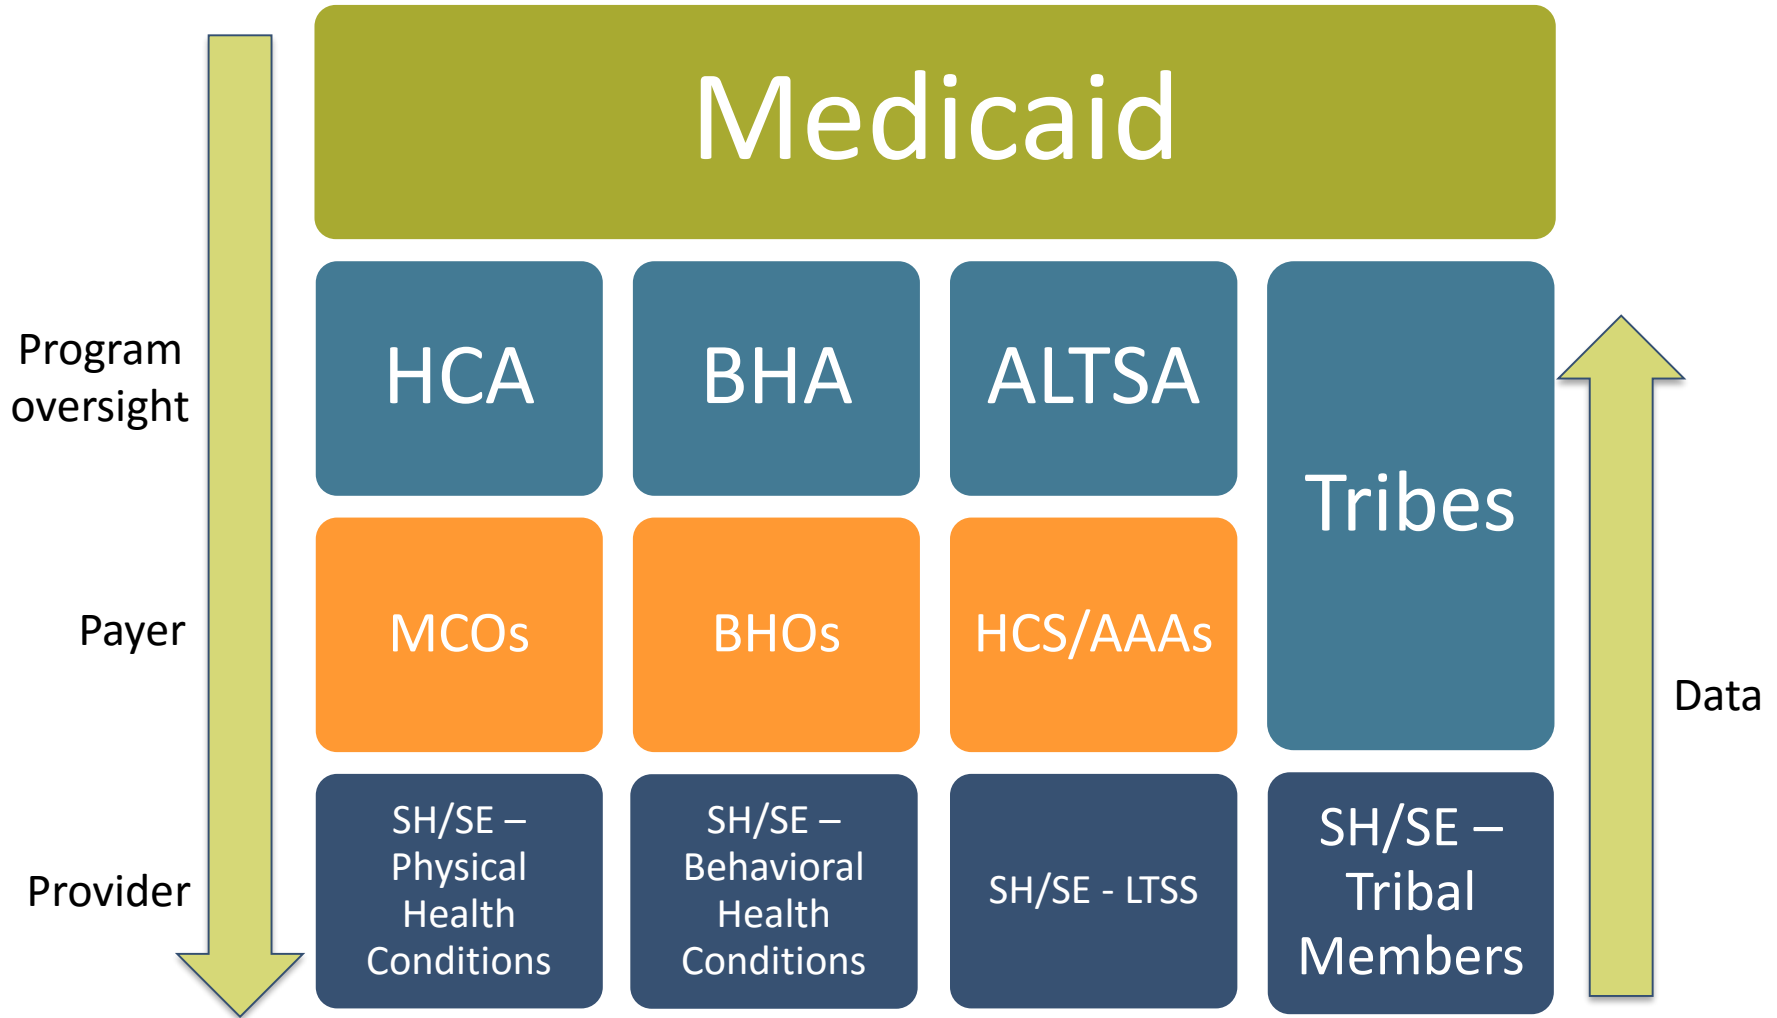 Medicaid
Program
oversight
HCA
BHA
ALTSA
Tribes
Payer
MCOs
BHOs
HCS/AAAs
Data
Provider
SH/SE –
Physical
Health
Conditions
SH/SE –
Behavioral
Health
Conditions
SH/SE - LTSS
SH/SE –
Tribal
Members